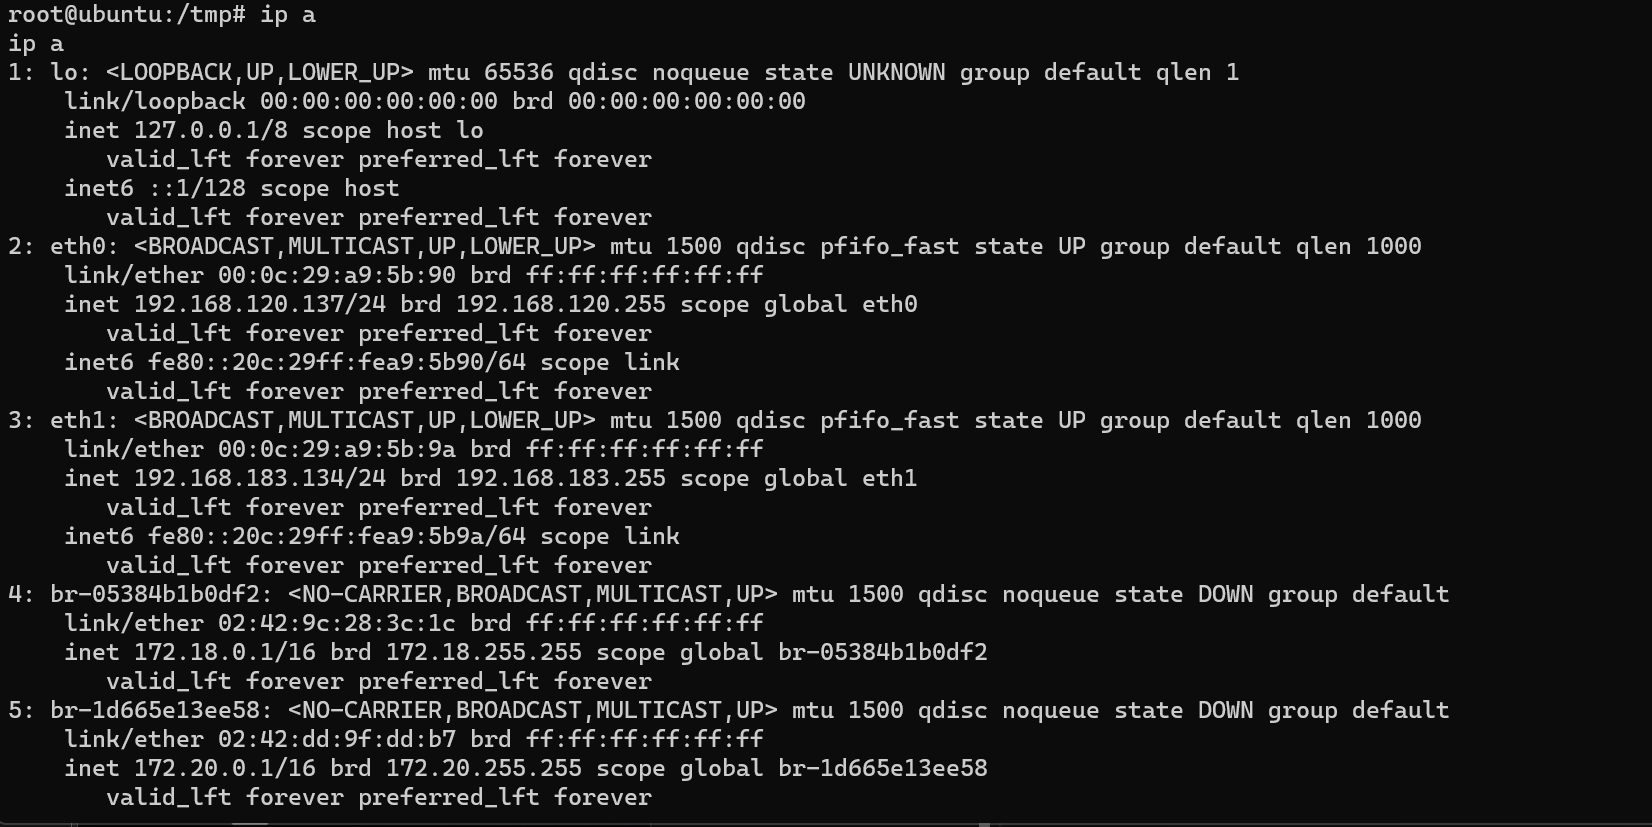 root@ubuntu:/tmp# ip a
ip a
1: lo: <LOOPBACK,UP,LOWER_UP> mtu 65536 qdisc noqueue state UNKNOWN group default qlen 1
    link/loopback 00:00:00:00:00:00 brd 00:00:00:00:00:00
    inet 127.0.0.1/8 scope host lo
       valid_lft forever preferred_lft forever
    inet6 ::1/128 scope host
       valid_lft forever preferred_lft forever
2: eth0: <BROADCAST,MULTICAST,UP,LOWER_UP> mtu 1500 qdisc pfifo_fast state UP group default qlen 1000
    link/ether 00:0c:29:a9:5b:90 brd ff:ff:ff:ff:ff:ff
    inet 192.168.120.137/24 brd 192.168.120.255 scope global eth0
       valid_lft forever preferred_lft forever
    inet6 fe80::20c:29ff:fea9:5b90/64 scope link
       valid_lft forever preferred_lft forever
3: eth1: <BROADCAST,MULTICAST,UP,LOWER_UP> mtu 1500 qdisc pfifo_fast state UP group default qlen 1000
    link/ether 00:0c:29:a9:5b:9a brd ff:ff:ff:ff:ff:ff
    inet 192.168.183.134/24 brd 192.168.183.255 scope global eth1
       valid_lft forever preferred_lft forever
    inet6 fe80::20c:29ff:fea9:5b9a/64 scope link
       valid_lft forever preferred_lft forever
4: br-05384b1b0df2: <NO-CARRIER,BROADCAST,MULTICAST,UP> mtu 1500 qdisc noqueue state DOWN group default
    link/ether 02:42:9c:28:3c:1c brd ff:ff:ff:ff:ff:ff
    inet 172.18.0.1/16 brd 172.18.255.255 scope global br-05384b1b0df2
       valid_lft forever preferred_lft forever
5: br-1d665e13ee58: <NO-CARRIER,BROADCAST,MULTICAST,UP> mtu 1500 qdisc noqueue state DOWN group default
    link/ether 02:42:dd:9f:dd:b7 brd ff:ff:ff:ff:ff:ff
    inet 172.20.0.1/16 brd 172.20.255.255 scope global br-1d665e13ee58
       valid_lft forever preferred_lft forever